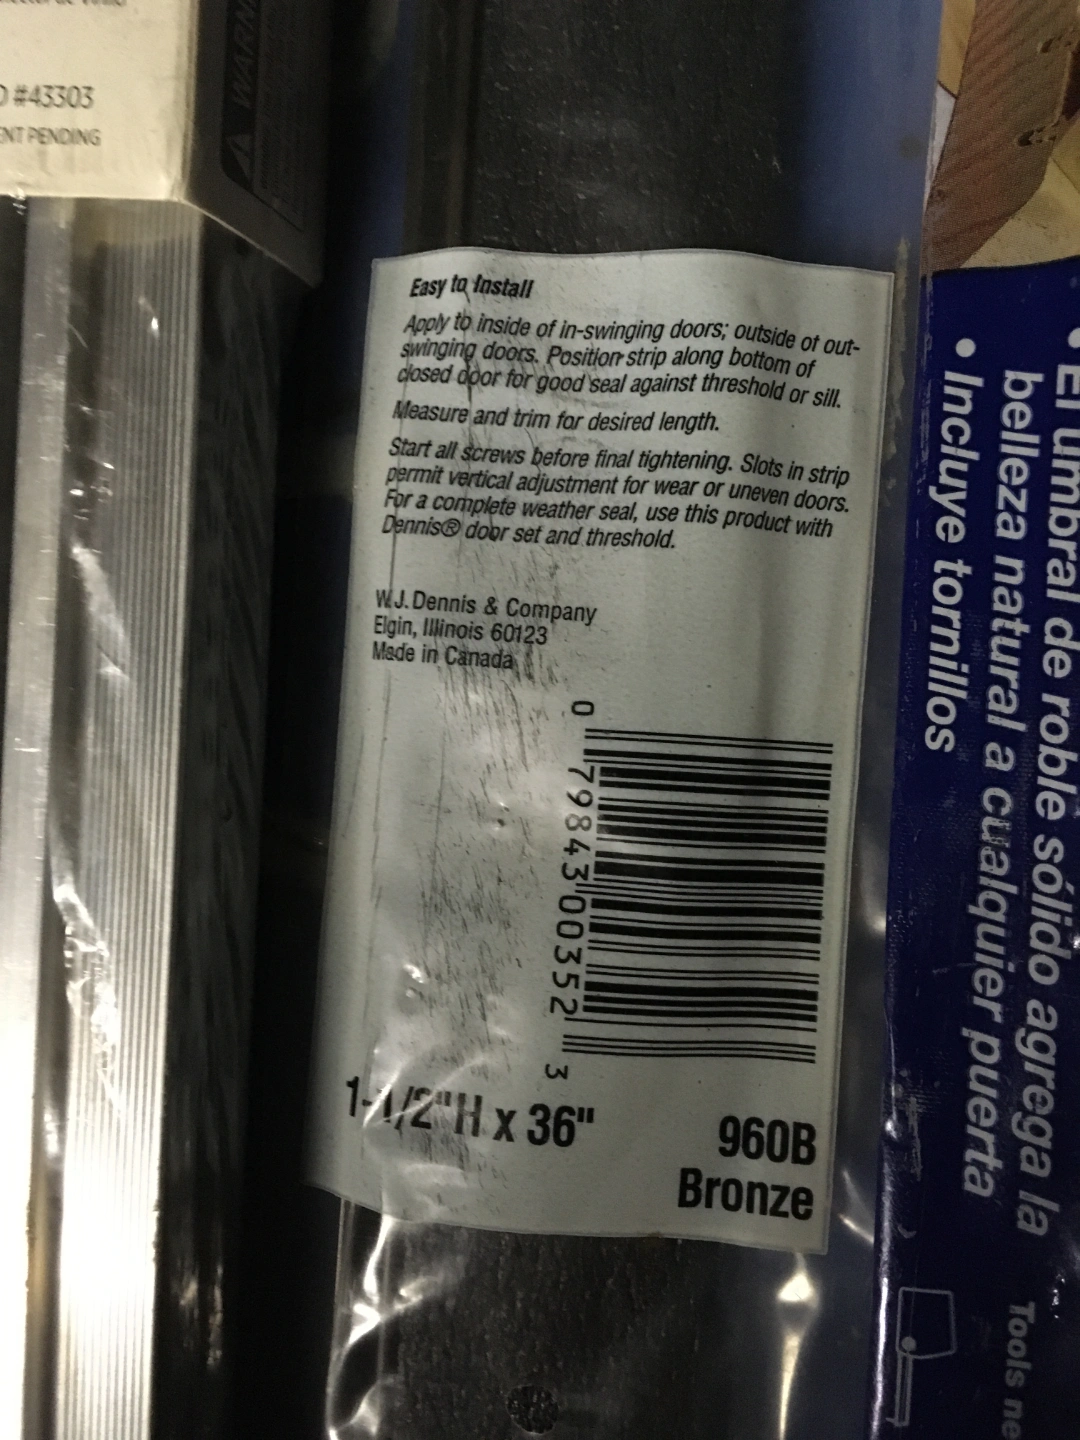 #43303
PENDING
Easy to Install
Apply to inside of in-swinging doors; outside of out-
swinging doors. Position strip along bottom of
closed door for good seal against threshold or sill.
Measure and trim for desired length.
Start all screws before final tightening. Slots in strip
permit vertical adjustment for wear or uneven doors.
For a complete weather seal, use this product with
Dennis® door set and threshold.
W.J. Dennis & Company
Elgin, Illinois 60123
Made in Canada
0 79843 00352 3
1-1/2"H x 36"
960B
Bronze
• El umbral de roble sólido agrega la
belleza natural a cualquier puerta
• Incluye tornillos
Tools